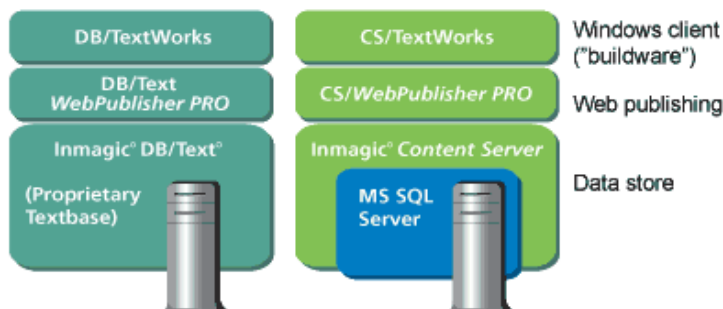 DB/TextWorks
CS/TextWorks
Windows client
("buildware")
DB/Text
WebPublisher PRO
CS/WebPublisher PRO
Web publishing
Inmagic® DB/Text®
(Proprietary
Textbase)
Inmagic® Content Server
MS SQL
Server
Data store